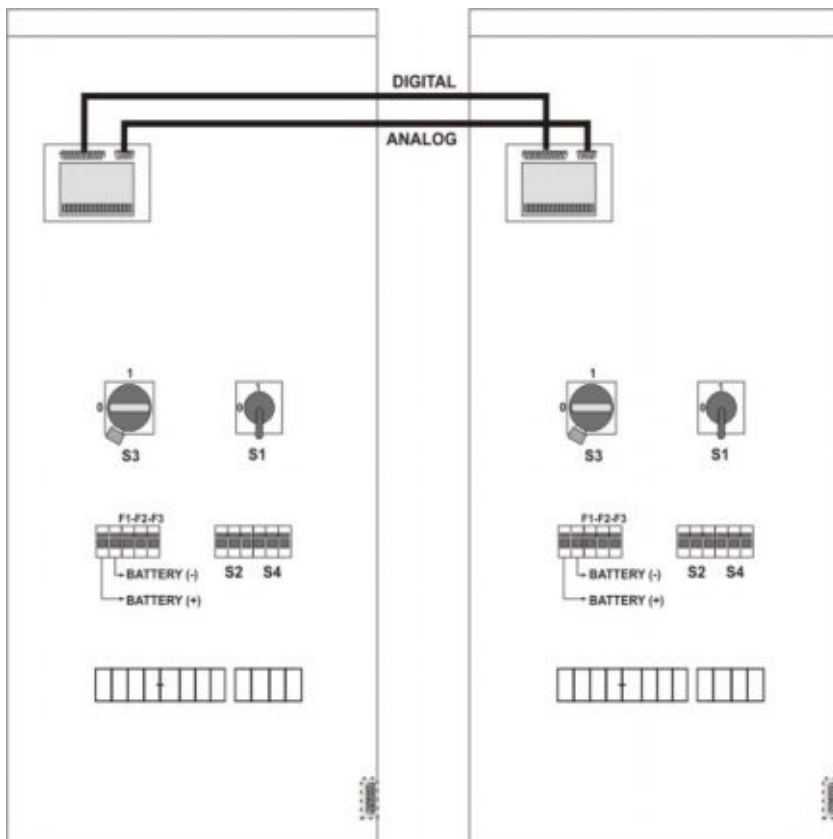 DIGITAL
ANALOG
1
0
S3
1
0
S1
F1-F2-F3
BATTERY (-)
BATTERY (+)
S2 S4
1
0
S3
1
0
S1
F1-F2-F3
BATTERY (-)
BATTERY (+)
S2 S4